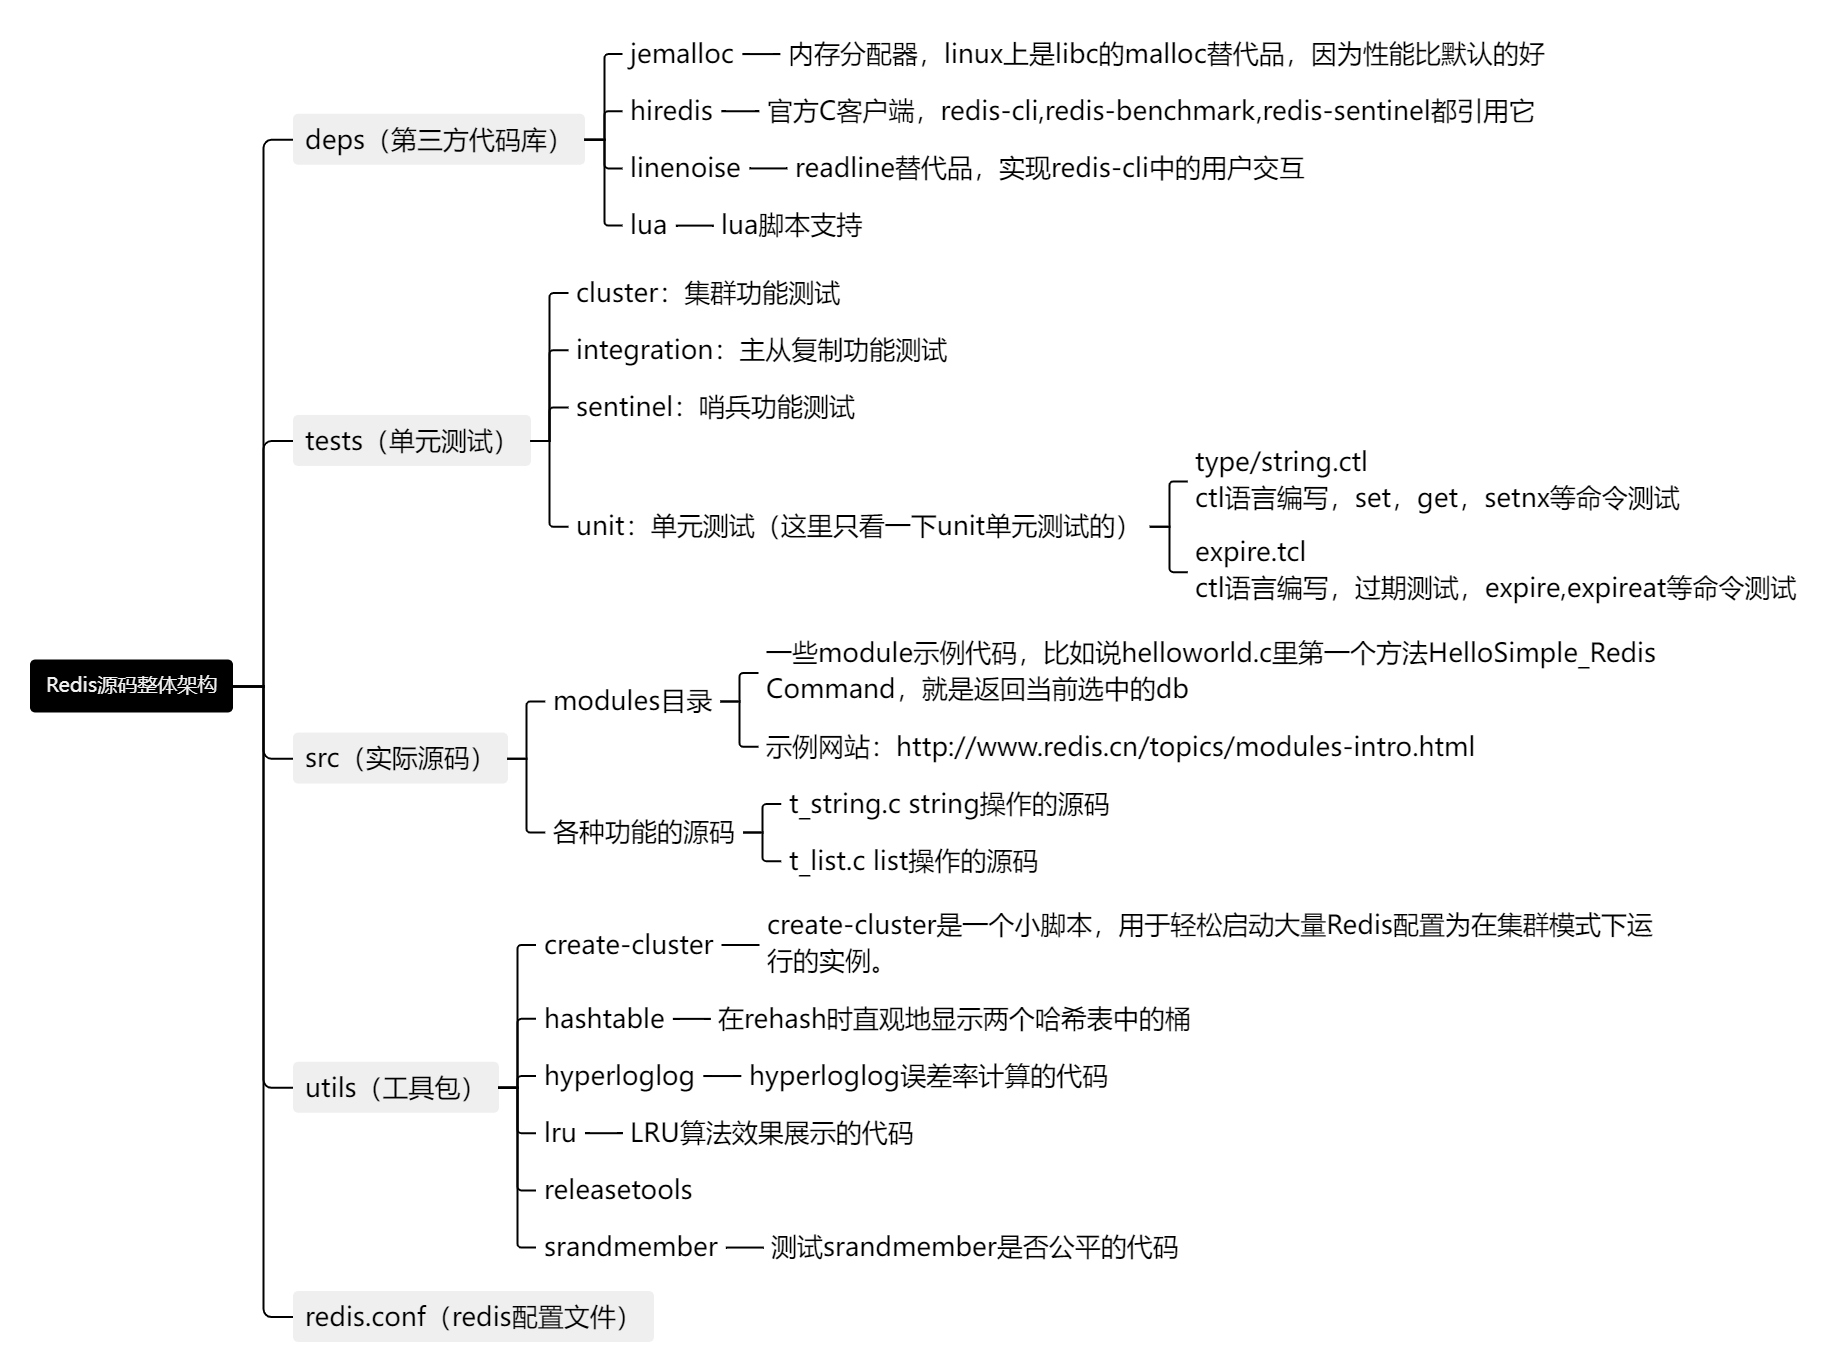 jemalloc
内存分配器，linux上是libc的malloc替代品，因为性能比默认的好
hiredis
官方C客户端，redis-cli,redis-benchmark,redis-sentinel都引用它
deps（第三方代码库）
linenoise
readline替代品，实现redis-cli中的用户交互
lua
lua脚本支持
cluster：集群功能测试
integration：主从复制功能测试
sentinel：哨兵功能测试
tests（单元测试）
type/string.ctl
ctl语言编写，set，get，setnx等命令测试
unit：单元测试（这里只看一下unit单元测试的）
expire.tcl
ctl语言编写，过期测试，expire,expireat等命令测试
Redis源码整体架构
一些module示例代码，比如说helloworld.c里第一个方法HelloSimple_Redis
Command，就是返回当前选中的db
modules目录
示例网站：http://www.redis.cn/topics/modules-intro.html
src（实际源码）
t_string.c string操作的源码
各种功能的源码
t_list.c list操作的源码
create-cluster是一个小脚本，用于轻松启动大量Redis配置为在集群模式下运
行的实例。
create-cluster
hashtable
在rehash时直观地显示两个哈希表中的桶
hyperloglog
hyperloglog误差率计算的代码
utils（工具包）
lru
LRU算法效果展示的代码
releasetools
srandmember
测试srandmember是否公平的代码
redis.conf（redis配置文件）